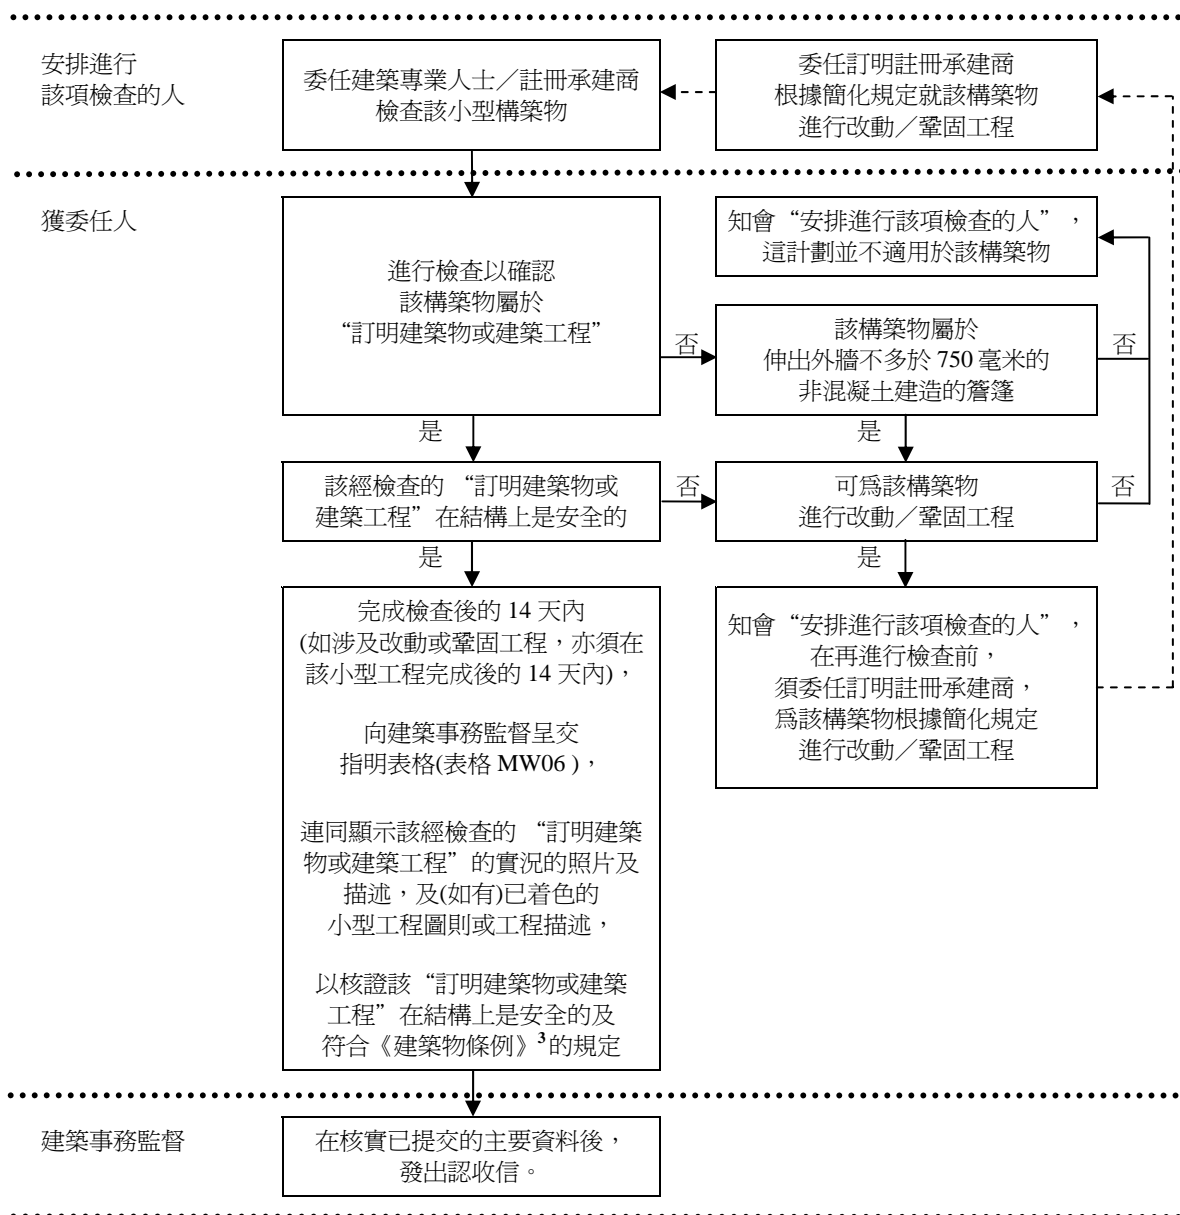 安排進行
該項檢查的人
委任建築專業人士／註冊承建商
檢查該小型構築物
委任訂明註冊承建商
根據簡化規定就該構築物
進行改動／鞏固工程
獲委任人
進行檢查以確認
該構築物屬於
“訂明建築物或建築工程”
知會“安排進行該項檢查的人”，
這計劃並不適用於該構築物
否
該構築物屬於
伸出外牆不多於 750 毫米的
非混凝土建造的簷篷
否
是
是
該經檢查的 “訂明建築物或
建築工程”在結構上是安全的
否
可爲該構築物
進行改動／鞏固工程
否
是
是
完成檢查後的 14 天內
(如涉及改動或鞏固工程，亦須在
該小型工程完成後的 14 天內)，
向建築事務監督呈交
指明表格(表格 MW06 )，
連同顯示該經檢查的 “訂明建築
物或建築工程”的實況的照片及
描述，及(如有)已着色的
小型工程圖則或工程描述，
以核證該“訂明建築物或建築
工程”在結構上是安全的及
符合《建築物條例》3 的規定
知會“安排進行該項檢查的人”，
在再進行檢查前，
須委任訂明註冊承建商，
爲該構築物根據簡化規定
進行改動／鞏固工程
建築事務監督
在核實已提交的主要資料後，
發出認收信。